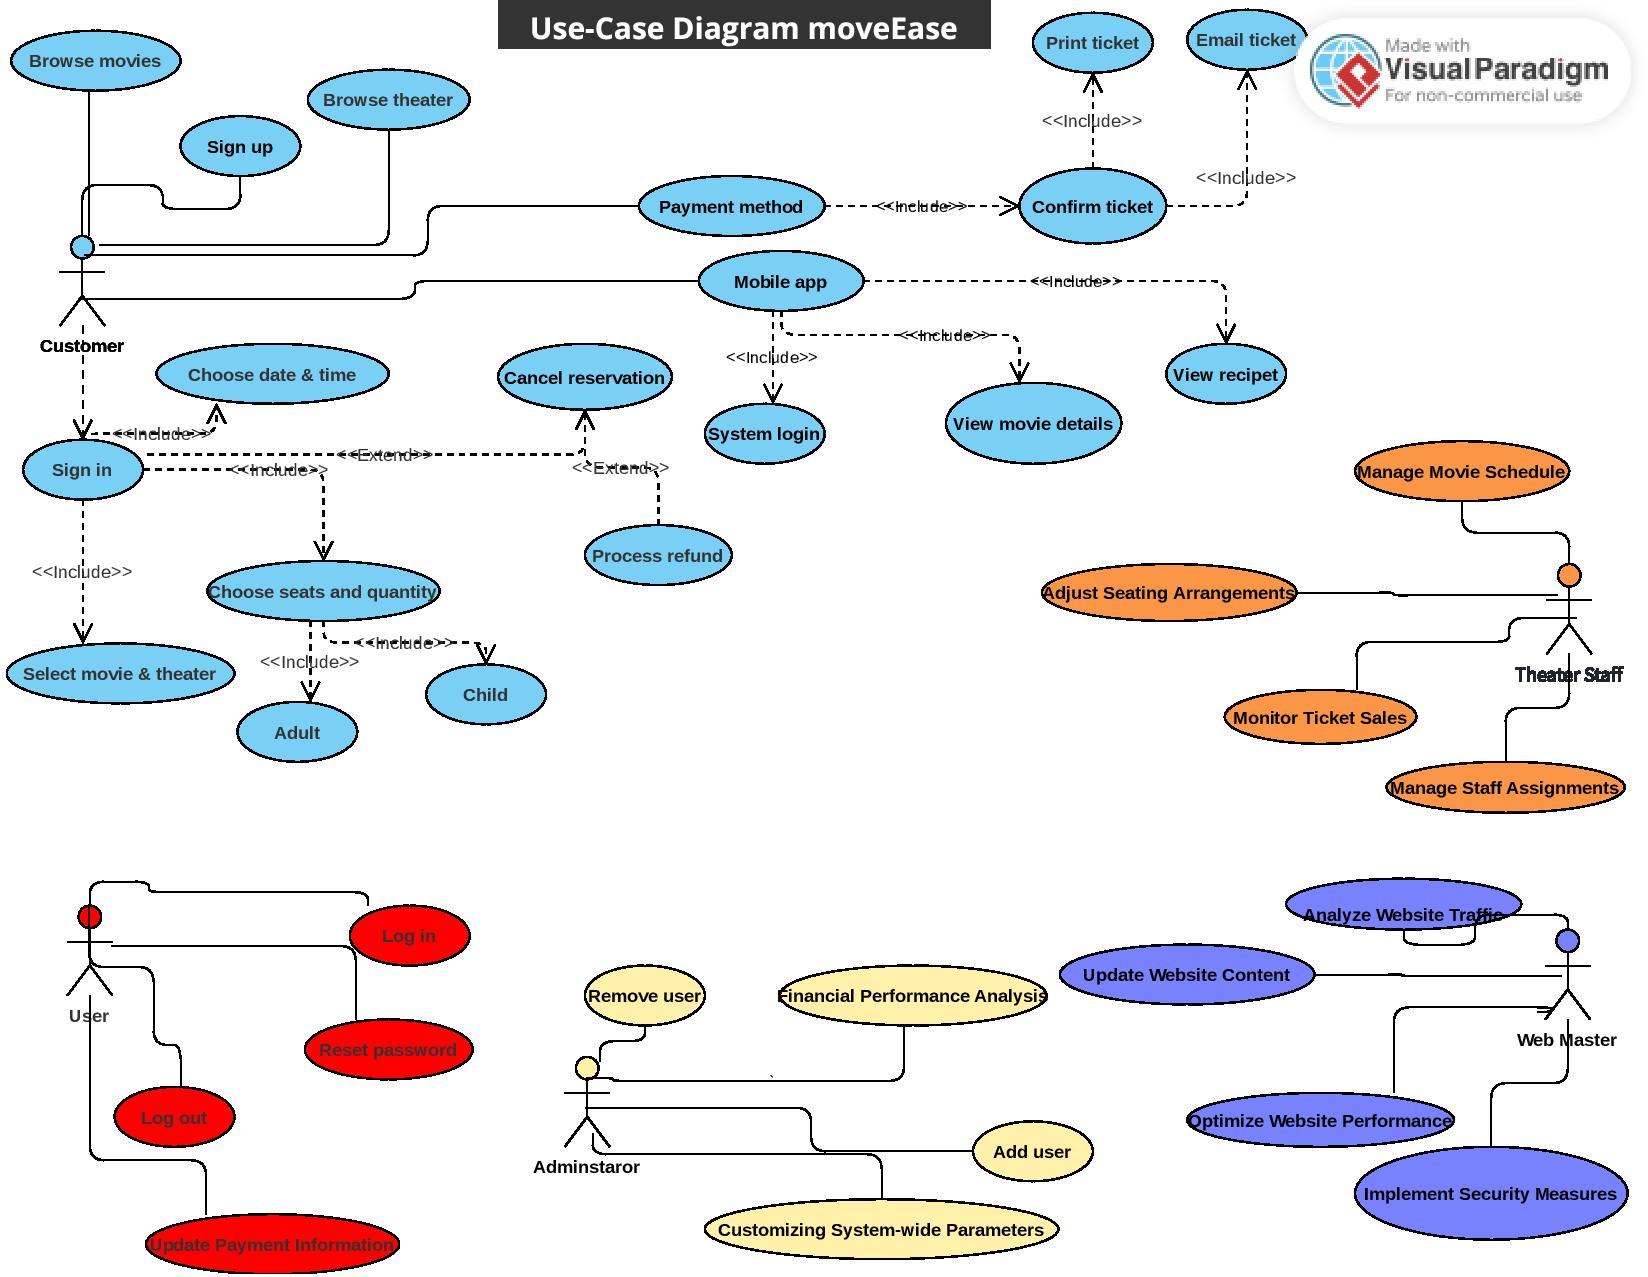 Use-Case Diagram moveEase
Made with
Visual Paradigm
For non-commercial use
Browse movies
Browse theater
Sign up
Print ticket
Email ticket
<<Include>>
<<Include>>
Payment method
<<Include>>
Confirm ticket
Mobile app
<<Include>>
<<Include>>
<<Include>>
Customer
Choose date & time
Cancel reservation
View recipet
System login
View movie details
<<Include>>
<<Extend>>
Sign in
<<Include>>
<<Extend>>
Manage Movie Schedule
Process refund
<<Include>>
Choose seats and quantity
Adjust Seating Arrangements
<<Include>>
<<Include>>
Select movie & theater
Theater Staff
Child
Adult
Monitor Ticket Sales
Manage Staff Assignments
Log in
Analyze Website Traffic
Update Website Content
Remove user
Financial Performance Analysis
User
Reset password
Web Master
`
Log out
Optimize Website Performance
Adminstaror
Add user
Implement Security Measures
Update Payment Information
Customizing System-wide Parameters